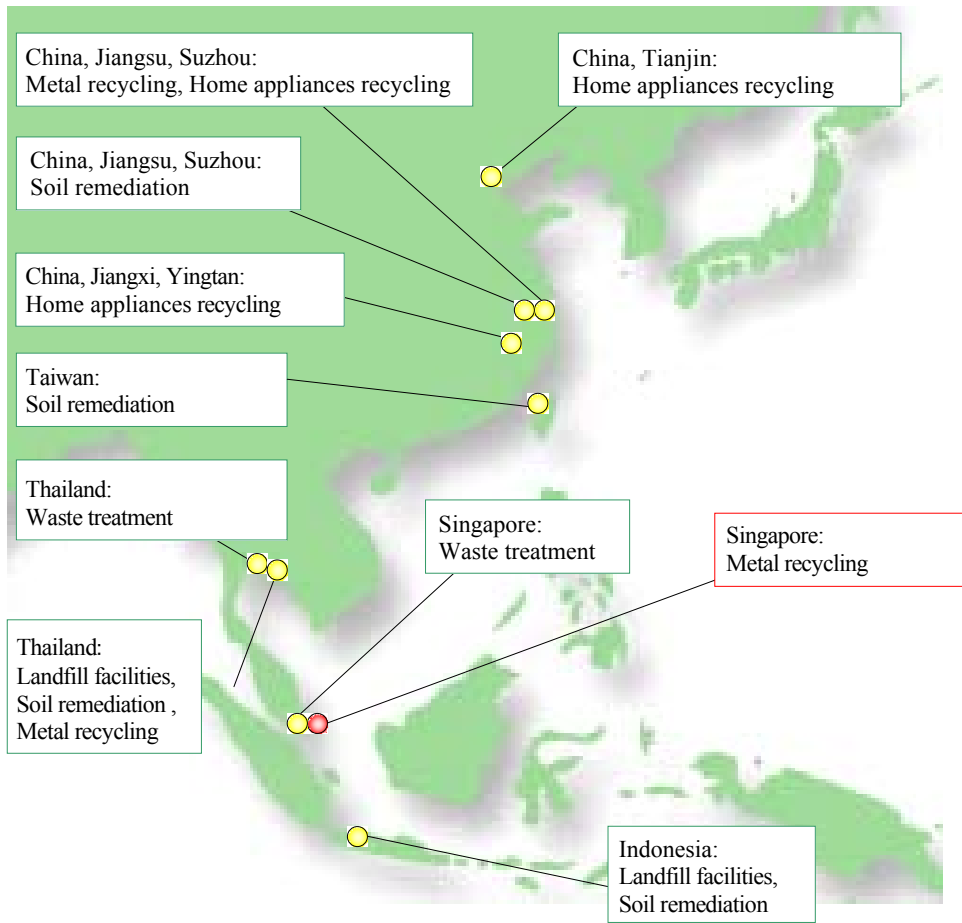 China, Jiangsu, Suzhou:
Metal recycling, Home appliances recycling
China, Tianjin:
Home appliances recycling
China, Jiangsu, Suzhou:
Soil remediation
China, Jiangxi, Yingtan:
Home appliances recycling
Taiwan:
Soil remediation
Thailand:
Waste treatment
Singapore:
Waste treatment
Singapore:
Metal recycling
Thailand:
Landfill facilities,
Soil remediation ,
Metal recycling
Indonesia:
Landfill facilities,
Soil remediation